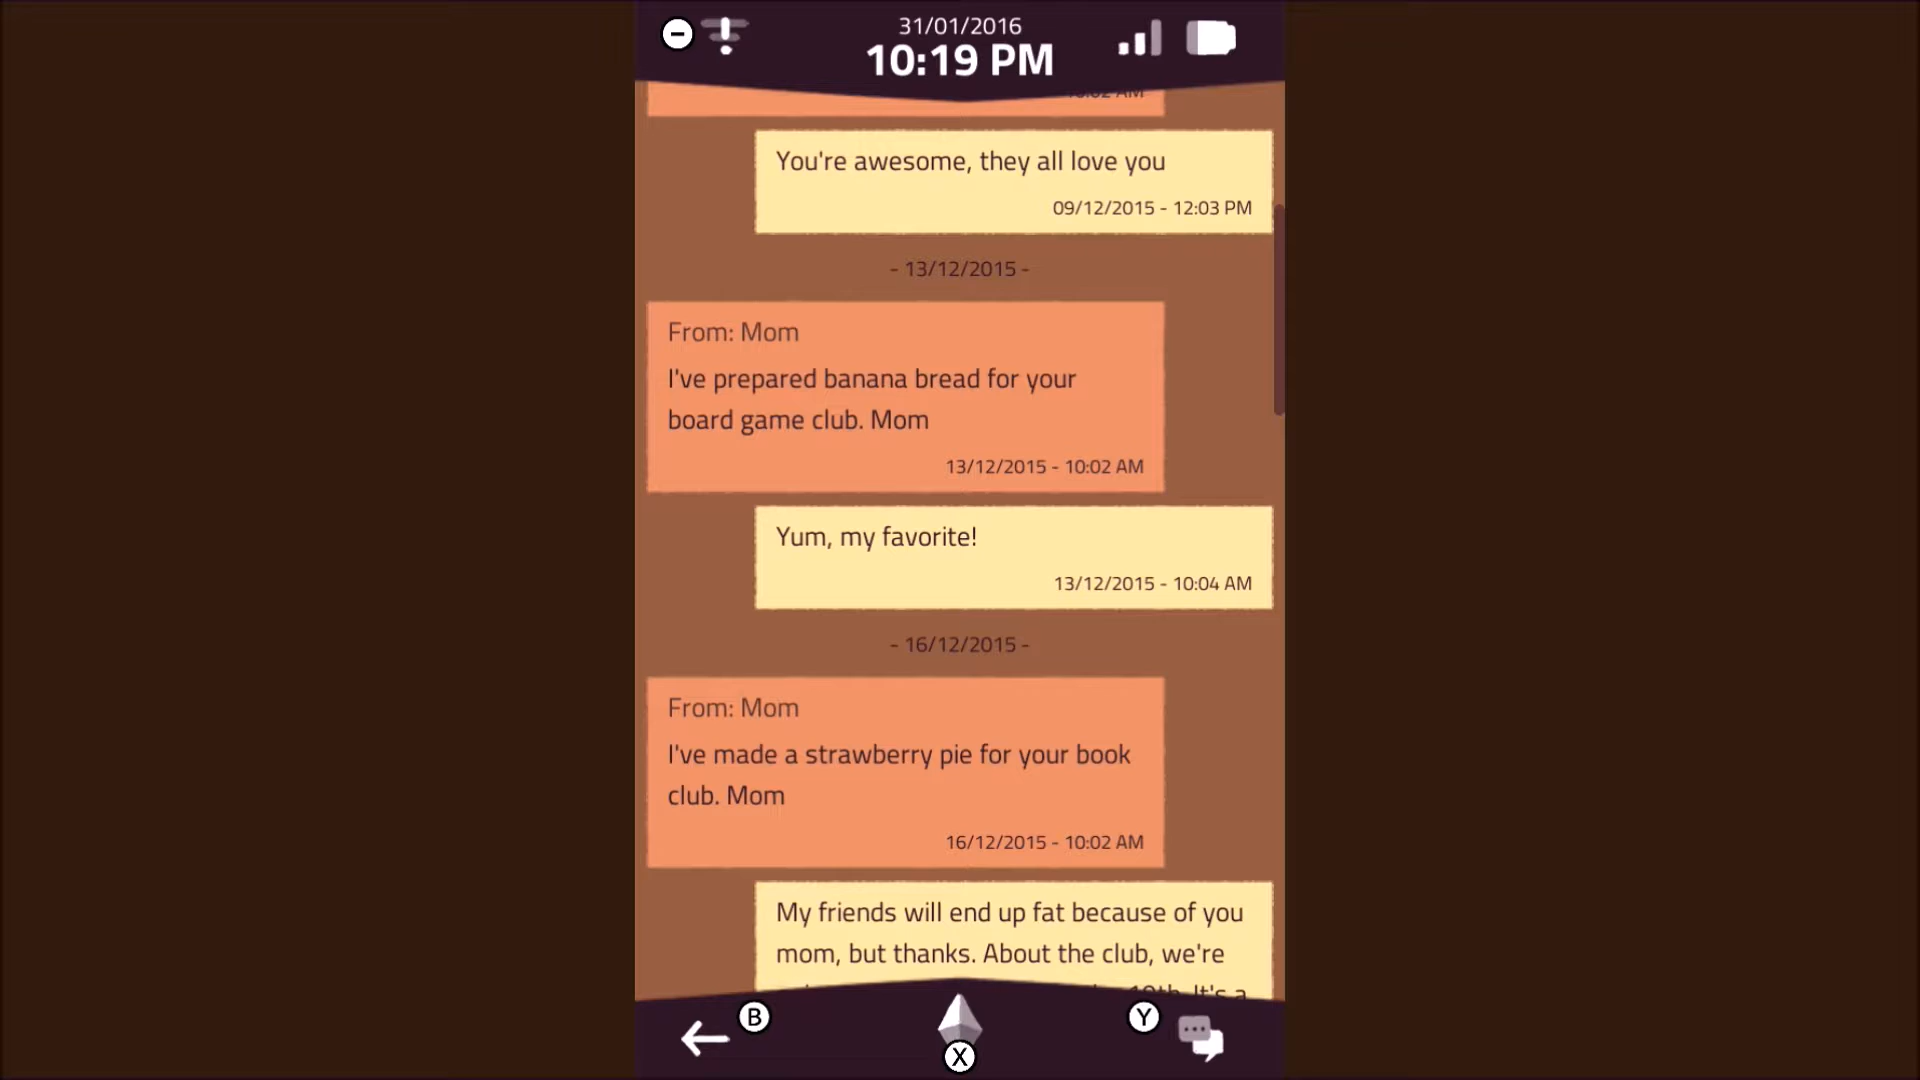 31/01/2016
10:19 PM
You're awesome, they all love you
09/12/2015 - 12:03 PM
- 13/12/2015 -
From: Mom
I've prepared banana bread for your
board game club. Mom
13/12/2015 - 10:02 AM
Yum, my favorite!
13/12/2015 - 10:04 AM
- 16/12/2015 -
From: Mom
I've made a strawberry pie for your book
club. Mom
16/12/2015 - 10:02 AM
My friends will end up fat because of you
mom, but thanks. About the club, we're
It's a
B
Y
X